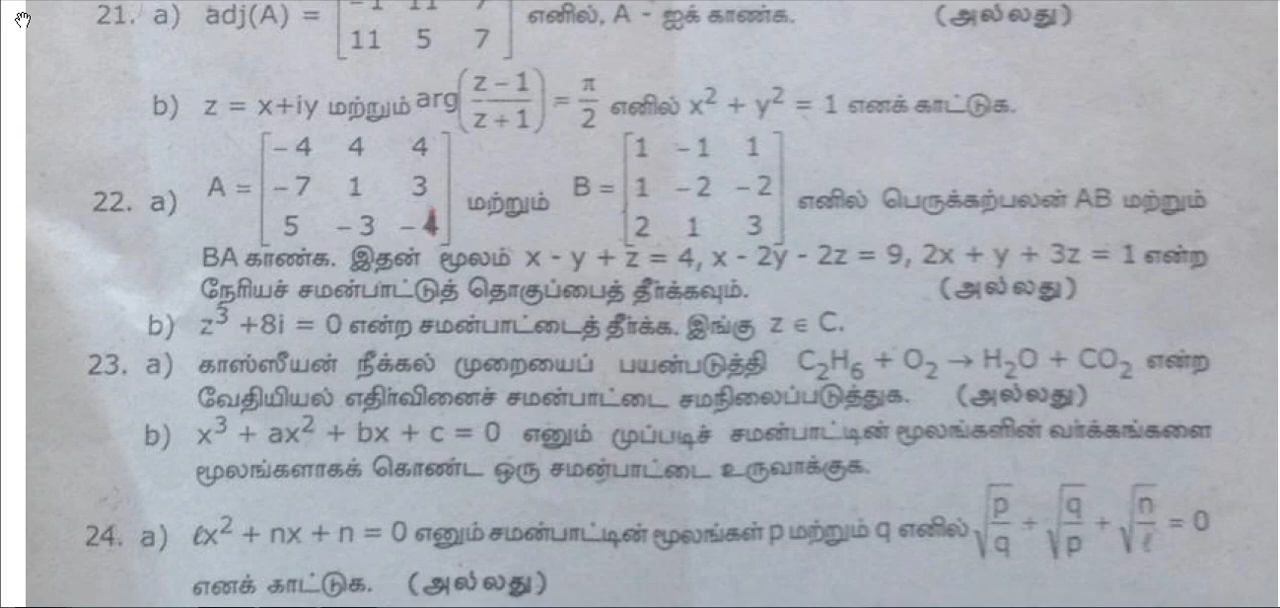 21. a) adj(A) = [ -1 11 7 எனில், A - ஐக் காண்க. (அல்லது)
11 5 7 ]
b) z = x+iy மற்றும் arg((z - 1)/(z + 1)) = π/2 எனில் x² + y² = 1 எனக் காட்டுக.
22. a) A = [ -4 4 4 மற்றும் B = [ 1 -1 1 எனில் பெருக்கற்பலன் AB மற்றும்
-7 1 3 1 -2 -2
5 -3 -4 ] 2 1 3 ]
BA காண்க. இதன் மூலம் x - y + z = 4, x - 2y - 2z = 9, 2x + y + 3z = 1 என்ற
நேரியச் சமன்பாட்டுத் தொகுப்பைத் தீர்க்கவும். (அல்லது)
b) z³ +8i = 0 என்ற சமன்பாட்டைத் தீர்க்க. இங்கு z ∈ C.
23. a) காஸ்ஸீயன் நீக்கல் முறையைப் பயன்படுத்தி C₂H₆ + O₂ → H₂O + CO₂ என்ற
வேதியியல் எதிர்வினைச் சமன்பாட்டை சமநிலைப்படுத்துக. (அல்லது)
b) x³ + ax² + bx + c = 0 எனும் முப்படிச் சமன்பாட்டின் மூலங்களின் வர்க்கங்களை
மூலங்களாகக் கொண்ட ஒரு சமன்பாட்டை உருவாக்குக.
24. a) ℓx² + nx + n = 0 எனும் சமன்பாட்டின் மூலங்கள் p மற்றும் q எனில் √(p/q) + √(q/p) + √(n/ℓ) = 0
எனக் காட்டுக. (அல்லது)